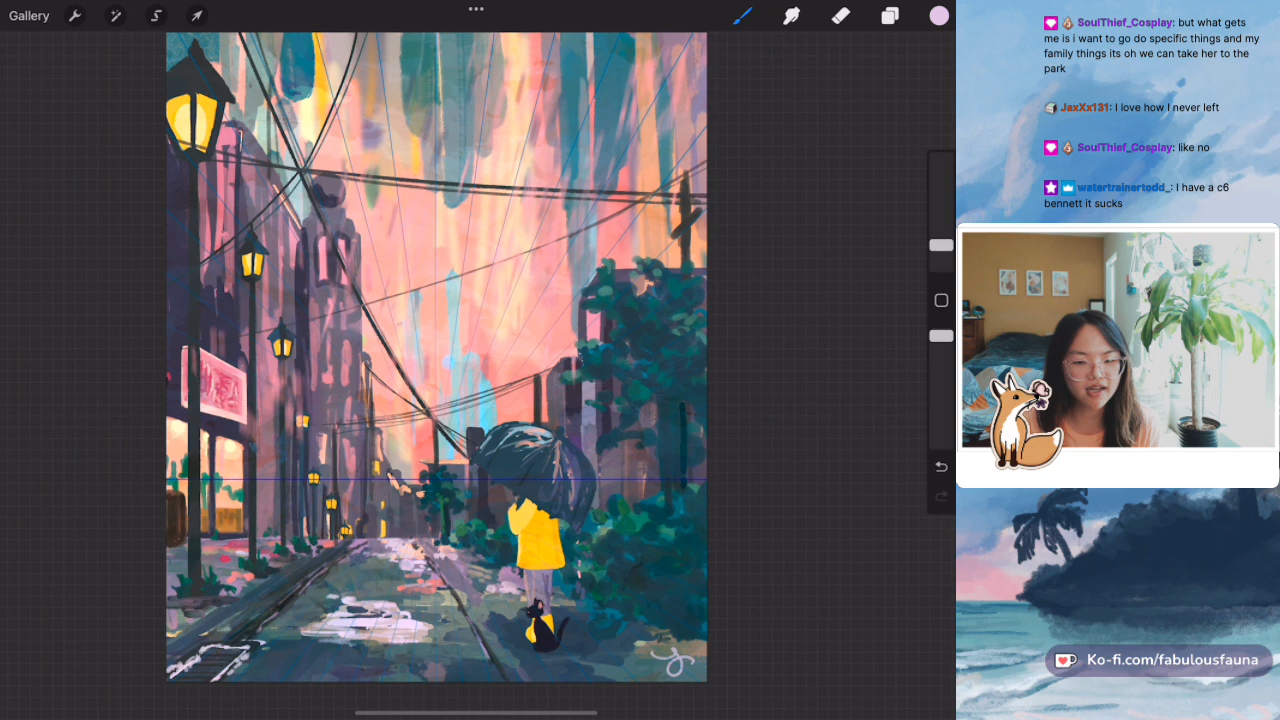 Gallery
SoulThief_Cosplay: but what gets
me is i want to go do specific things and my
family things its oh we can take her to the
park
JaxXx131: I love how I never left
SoulThief_Cosplay: like no
watertrainertodd_: I have a c6
bennett it sucks
Ko-fi.com/fabulousfauna